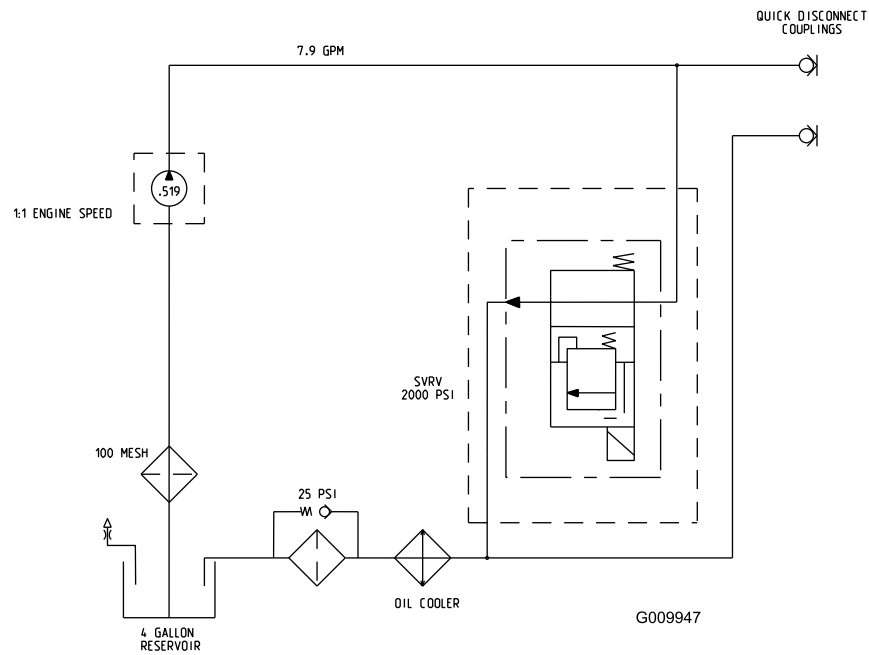 QUICK DISCONNECT
COUPLINGS
7.9 GPM
.519
1:1 ENGINE SPEED
SVRV
2000 PSI
100 MESH
25 PSI
OIL COOLER
G009947
4 GALLON
RESERVOIR